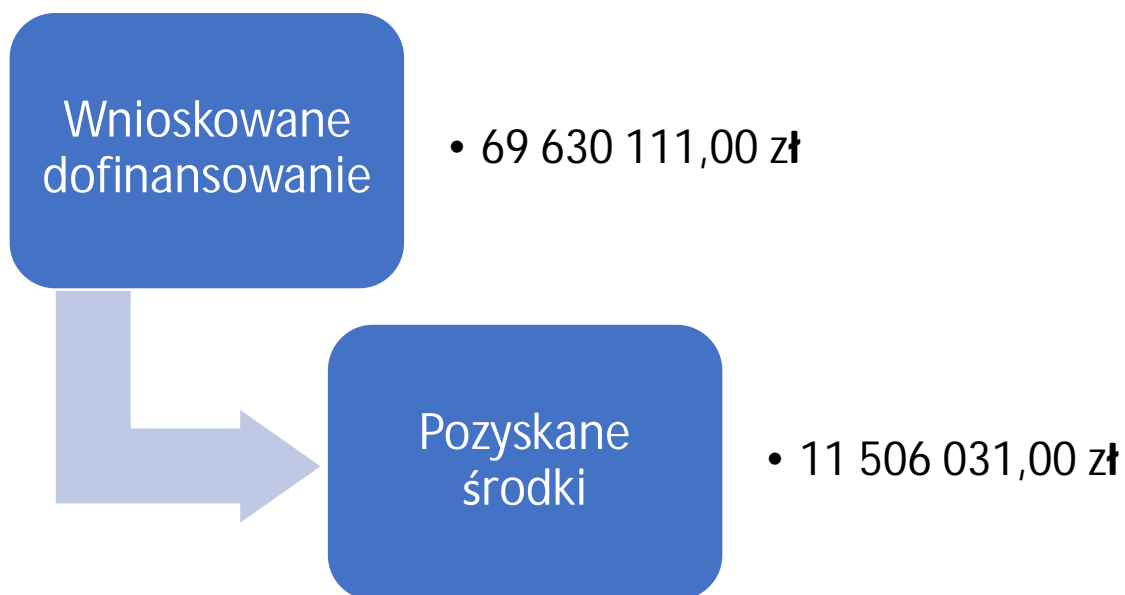 Wnioskowane
dofinansowanie
• 69 630 111,00 zł
Pozyskane
środki
• 11 506 031,00 zł